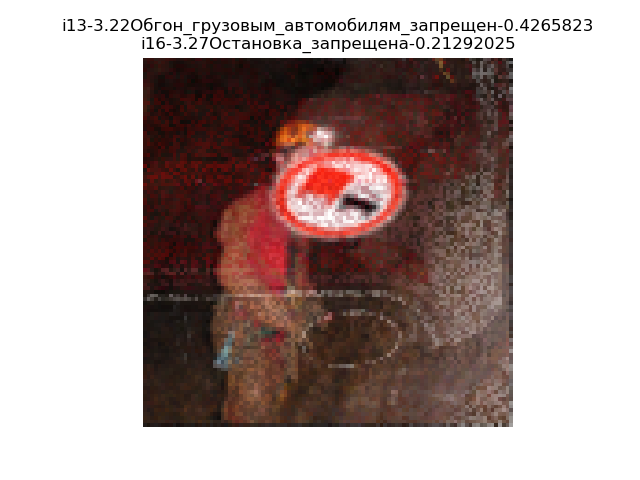 i13-3.22Обгон_грузовым_автомобилям_запрещен-0.4265823
i16-3.27Остановка_запрещена-0.21292025